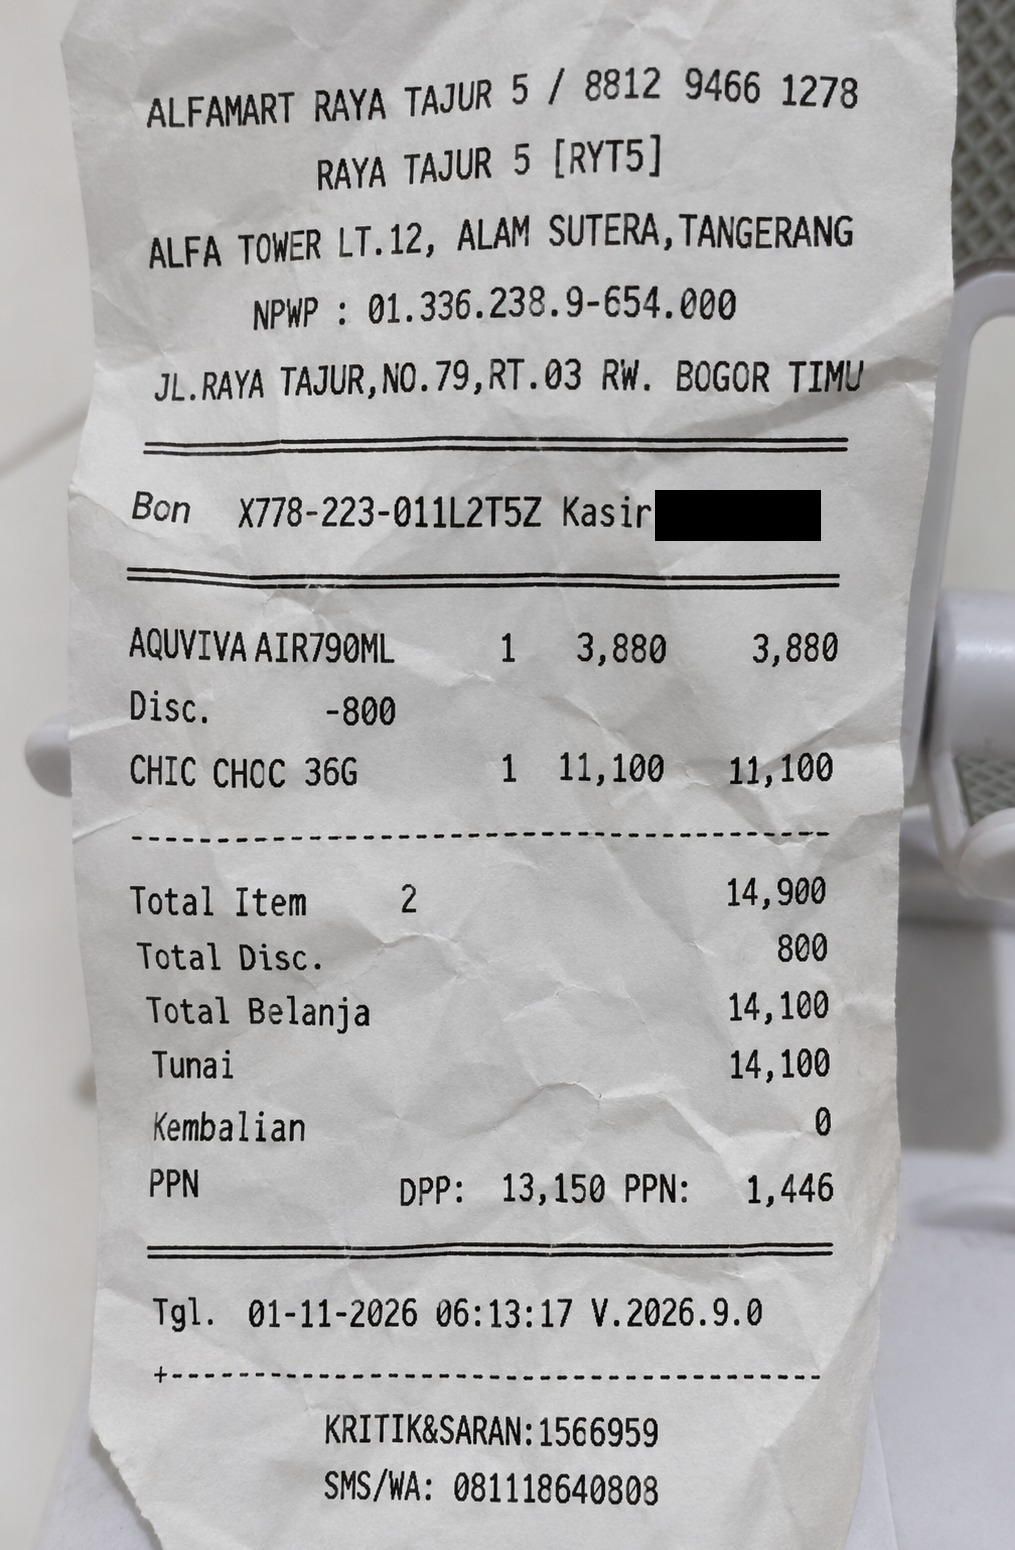 ALFAMART RAYA TAJUR 5 / 8812 9466 1278
RAYA TAJUR 5 [RYT5]
ALFA TOWER LT.12, ALAM SUTERA,TANGERANG
NPWP : 01.336.238.9-654.000
JL.RAYA TAJUR,NO.79,RT.03 RW. BOGOR TIMU
Bon X778-223-011L2T5Z Kasir
AQUVIVA AIR790ML 1 3,880 3,880
Disc. -800
CHIC CHOC 36G 1 11,100 11,100
Total Item 2 14,900
Total Disc. 800
Total Belanja 14,100
Tunai 14,100
Kembalian 0
PPN DPP: 13,150 PPN: 1,446
Tgl. 01-11-2026 06:13:17 V.2026.9.0
KRITIK&SARAN:1566959
SMS/WA: 081118640808